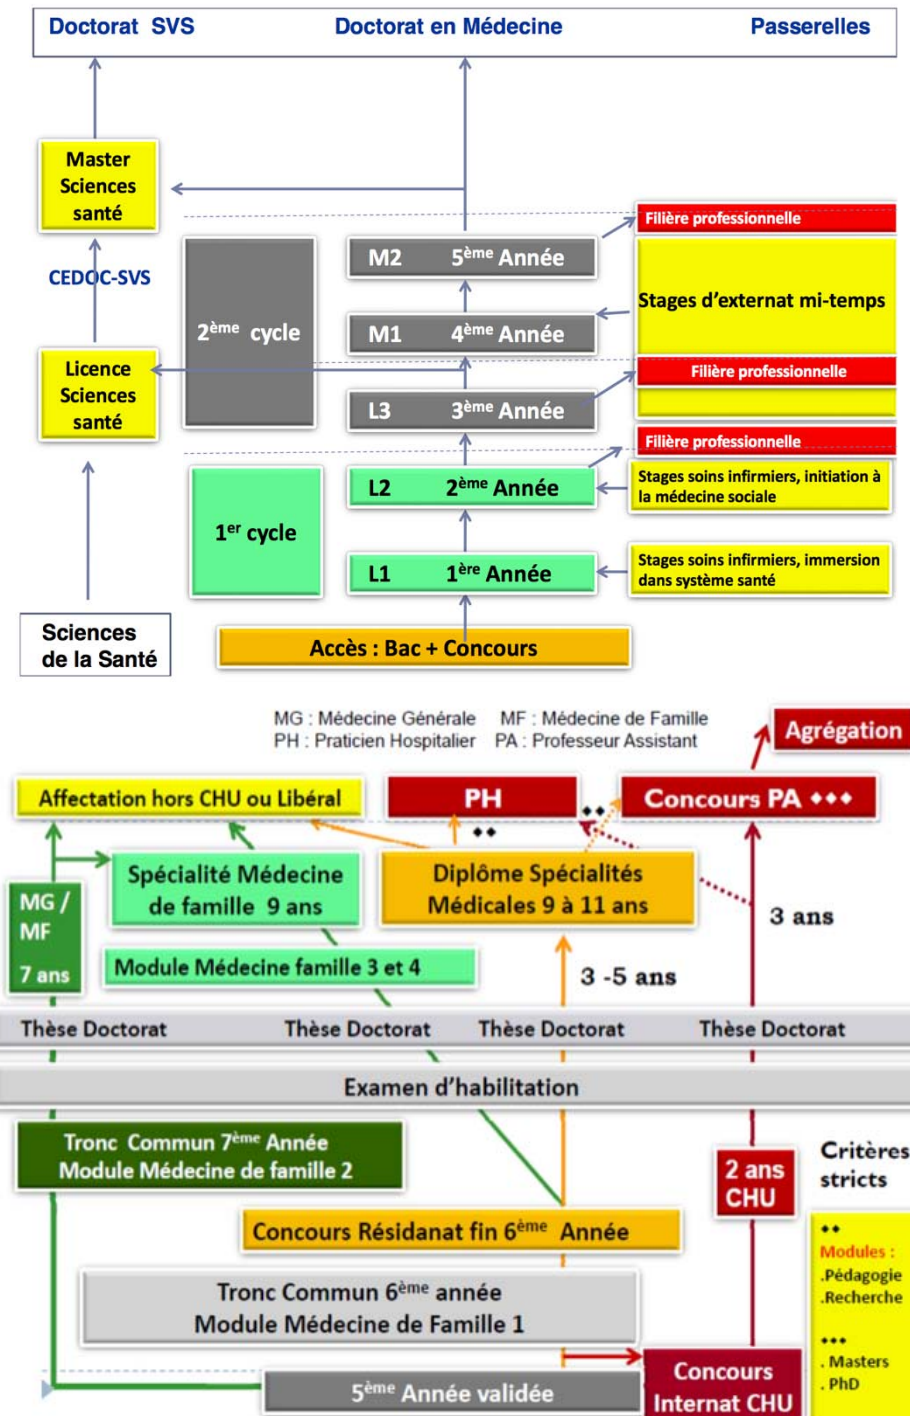 Doctorat SVS
Doctorat en Médecine
Passerelles
Master
Sciences
santé
Filière professionnelle
M2 5ème Année
CEDOC-SVS
2ème cycle
Stages d'externat mi-temps
M1 4ème Année
Licence
Sciences
santé
Filière professionnelle
L3 3ème Année
Filière professionnelle
L2 2ème Année
Stages soins infirmiers, initiation à
la médecine sociale
1er cycle
L1 1ère Année
Stages soins infirmiers, immersion
dans système santé
Sciences
de la Santé
Accès : Bac + Concours
MG : Médecine Générale MF : Médecine de Famille
PH : Praticien Hospitalier PA : Professeur Assistant
Agrégation
Affectation hors CHU ou Libéral
PH
Concours PA ♦♦♦
♦♦
♦♦
Spécialité Médecine
de famille 9 ans
Diplôme Spécialités
Médicales 9 à 11 ans
MG /
MF
7 ans
3 ans
Module Médecine famille 3 et 4
3 -5 ans
Thèse Doctorat
Thèse Doctorat
Thèse Doctorat
Thèse Doctorat
Examen d'habilitation
Tronc Commun 7ème Année
Module Médecine de famille 2
2 ans
CHU
Critères
stricts
Concours Résidanat fin 6ème Année
♦♦
Modules :
.Pédagogie
.Recherche
♦♦♦
. Masters
. PhD
Tronc Commun 6ème année
Module Médecine de Famille 1
Concours
Internat CHU
5ème Année validée